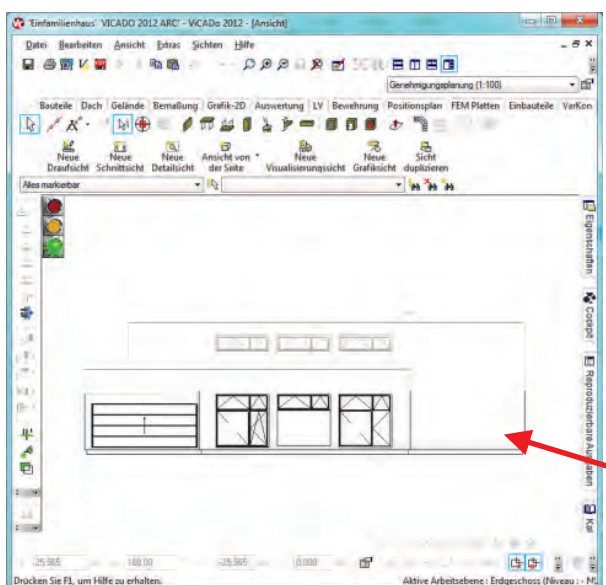 'Einfamilienhaus' 'VICADO 2012 ARC' - ViCADo 2012 - [Ansicht]
Datei Bearbeiten Ansicht Extras Sichten Hilfe
Genehmigungsplanung (1:100)
Bauteile Dach Gelände Bemaßung Grafik-2D Auswertung LV Bewehrung Positionsplan FEM Platten Einbauteile VarKon
Neue Draufsicht
Neue Schnittsicht
Neue Detailsicht
Ansicht von der Seite
Neue Visualisierungssicht
Neue Grafiksicht
Sicht duplizieren
Alles markierbar
Eigenschaften
Cockpit
Reproduzierbare Ausgaben
Kal
25.565 100.00 -25.565 0.000
Drücken Sie F1, um Hilfe zu erhalten.
Aktive Arbeitsebene : Erdgeschoss (Niveau : -